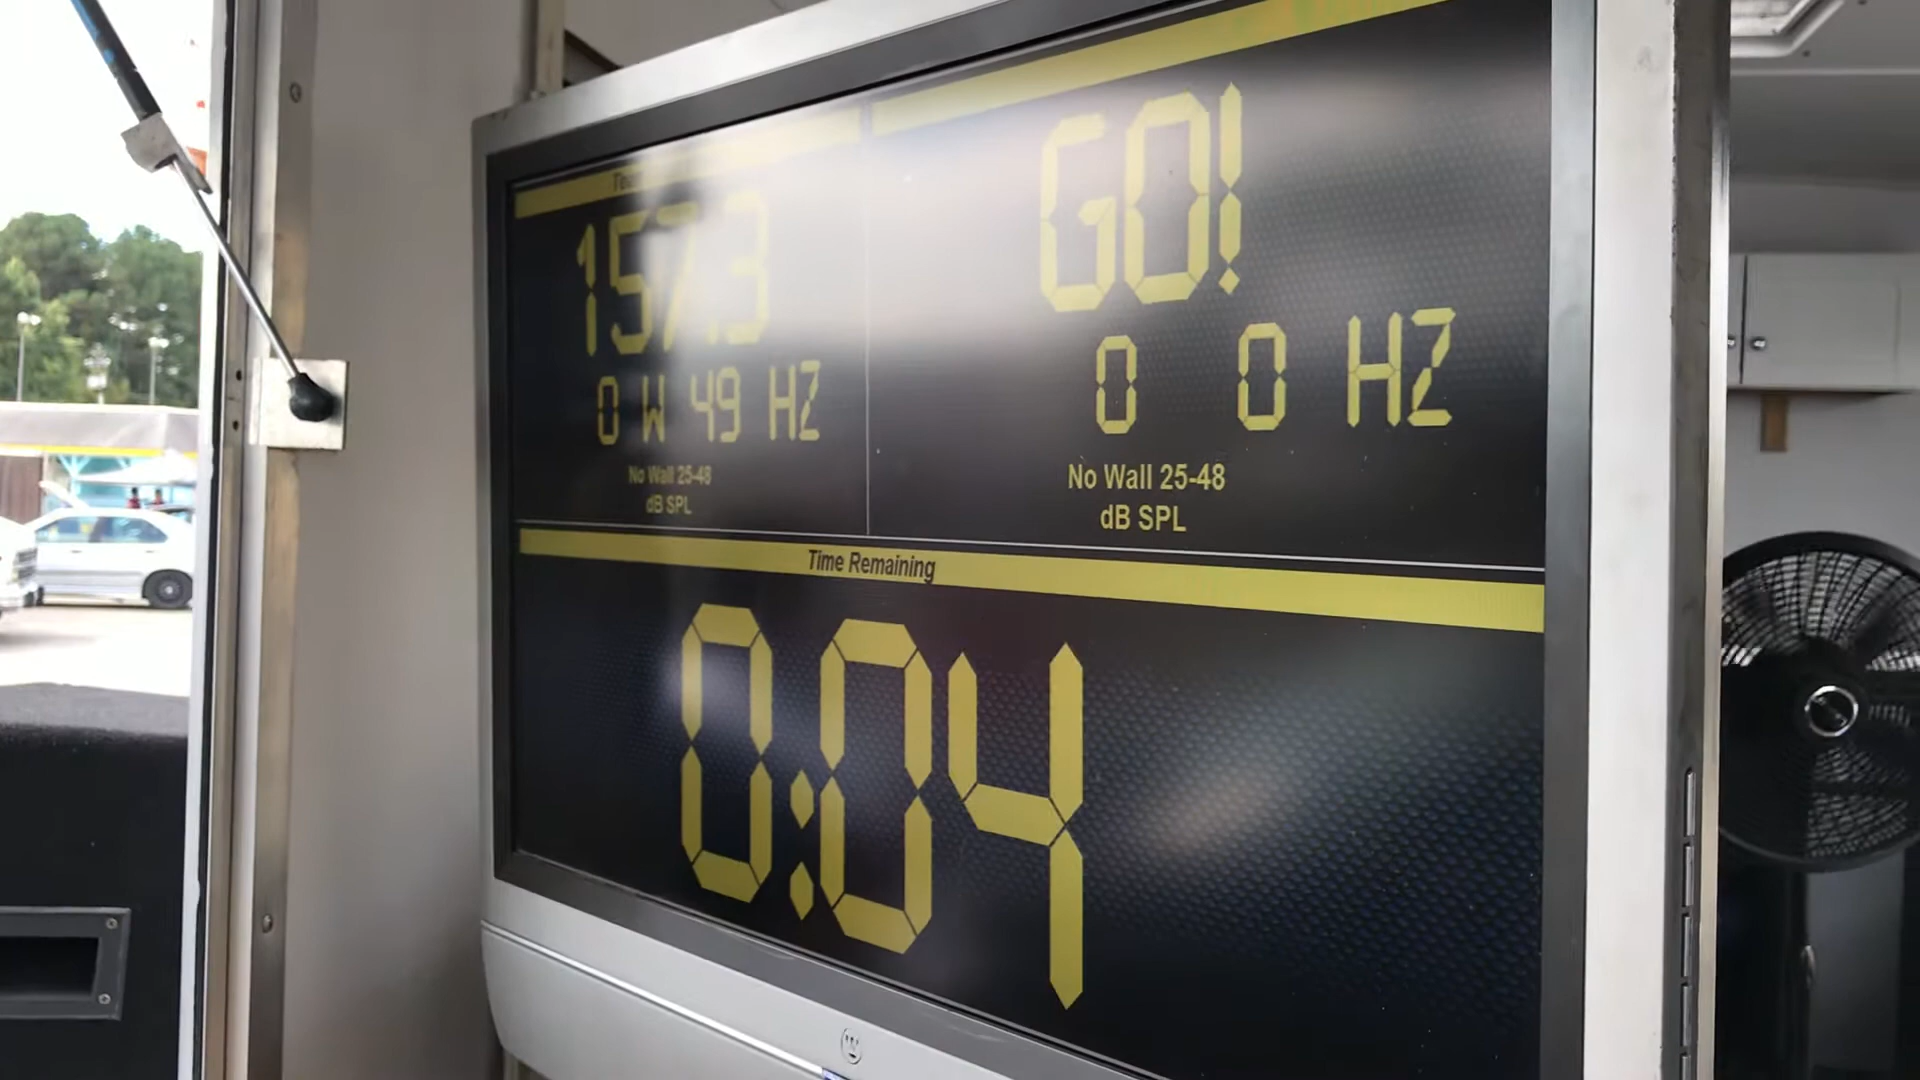 157.3
0 W 49 HZ
No Wall 25-48
dB SPL
GO!
0 0 HZ
No Wall 25-48
dB SPL
Time Remaining
0:04